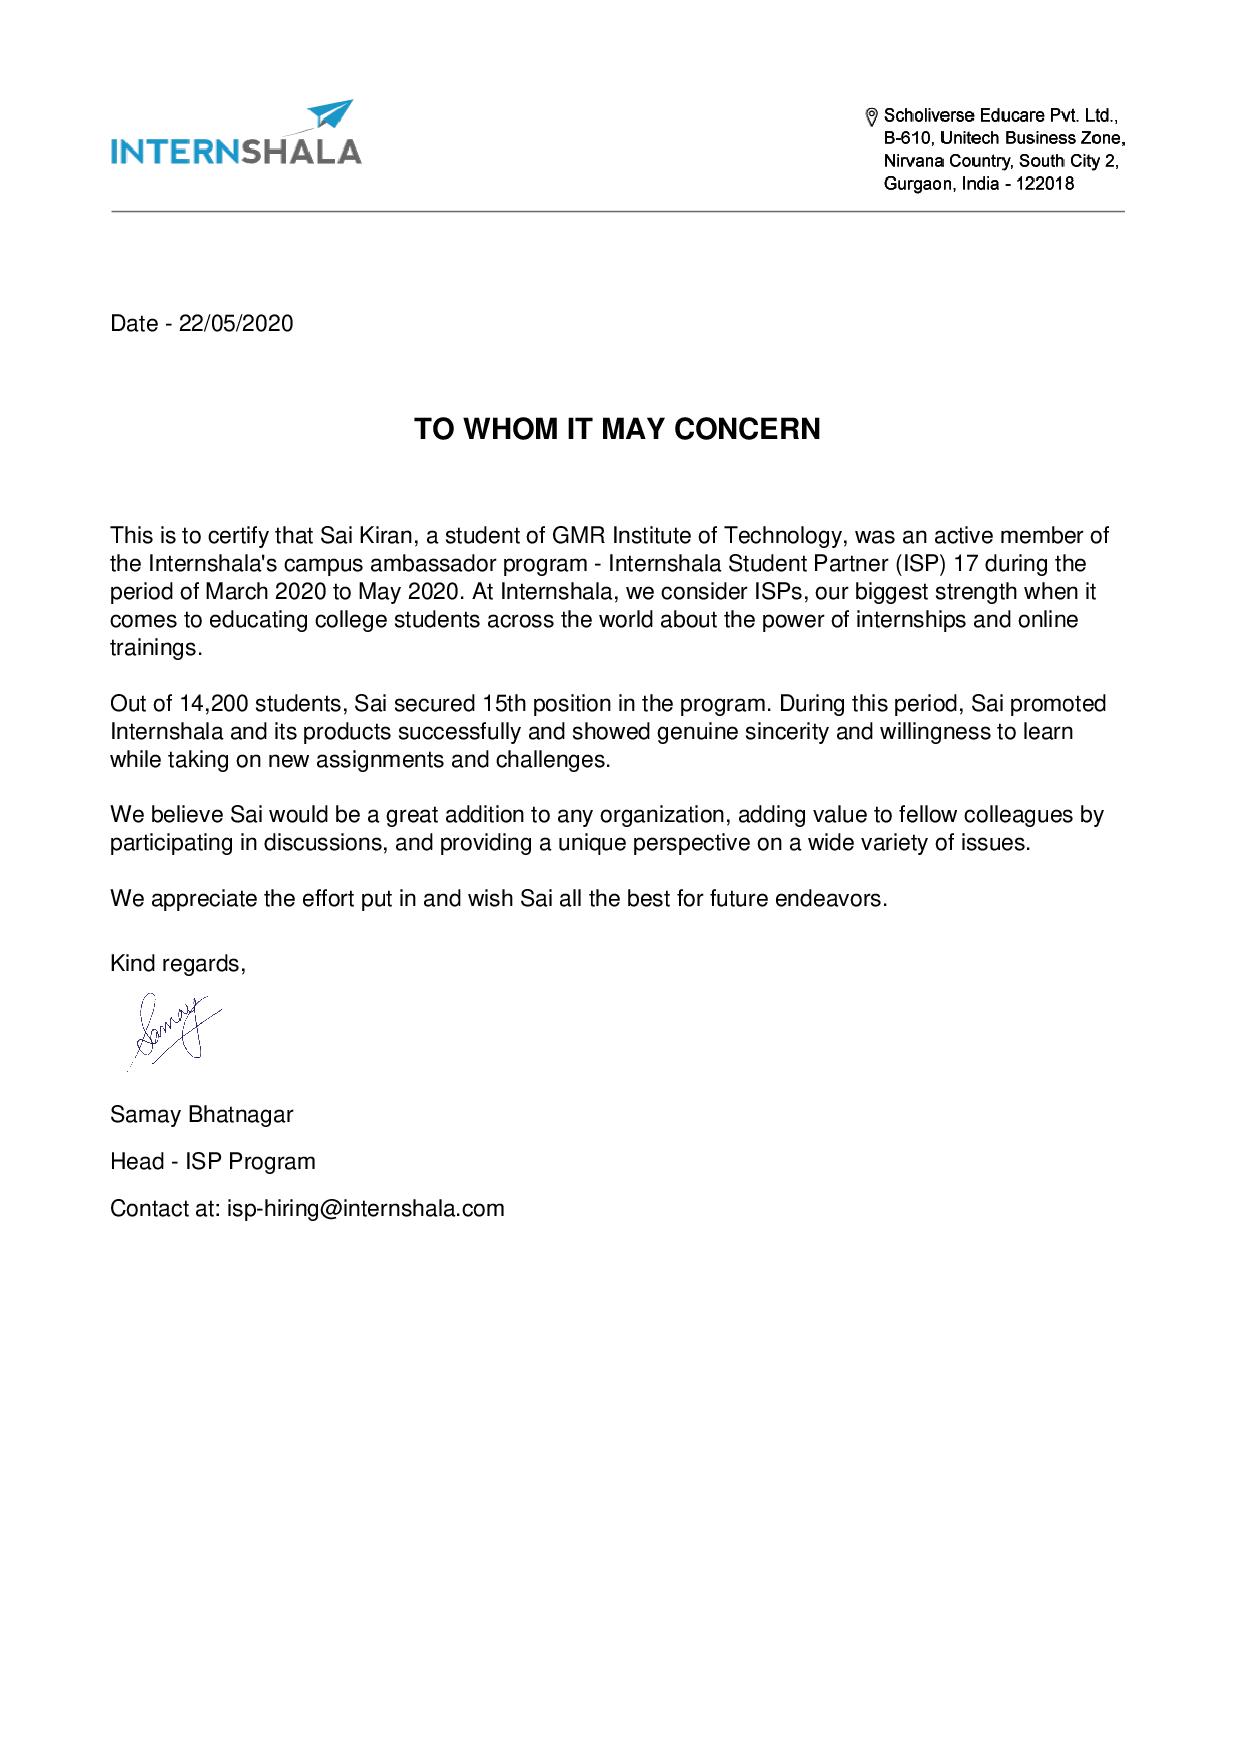 INTERNSHALA
Scholiverse Educare Pvt. Ltd.,
B-610, Unitech Business Zone,
Nirvana Country, South City 2,
Gurgaon, India - 122018
Date - 22/05/2020
TO WHOM IT MAY CONCERN
This is to certify that Sai Kiran, a student of GMR Institute of Technology, was an active member of
the Internshala's campus ambassador program - Internshala Student Partner (ISP) 17 during the
period of March 2020 to May 2020. At Internshala, we consider ISPs, our biggest strength when it
comes to educating college students across the world about the power of internships and online
trainings.
Out of 14,200 students, Sai secured 15th position in the program. During this period, Sai promoted
Internshala and its products successfully and showed genuine sincerity and willingness to learn
while taking on new assignments and challenges.
We believe Sai would be a great addition to any organization, adding value to fellow colleagues by
participating in discussions, and providing a unique perspective on a wide variety of issues.
We appreciate the effort put in and wish Sai all the best for future endeavors.
Kind regards,
Samay
Samay Bhatnagar
Head - ISP Program
Contact at: isp-hiring@internshala.com